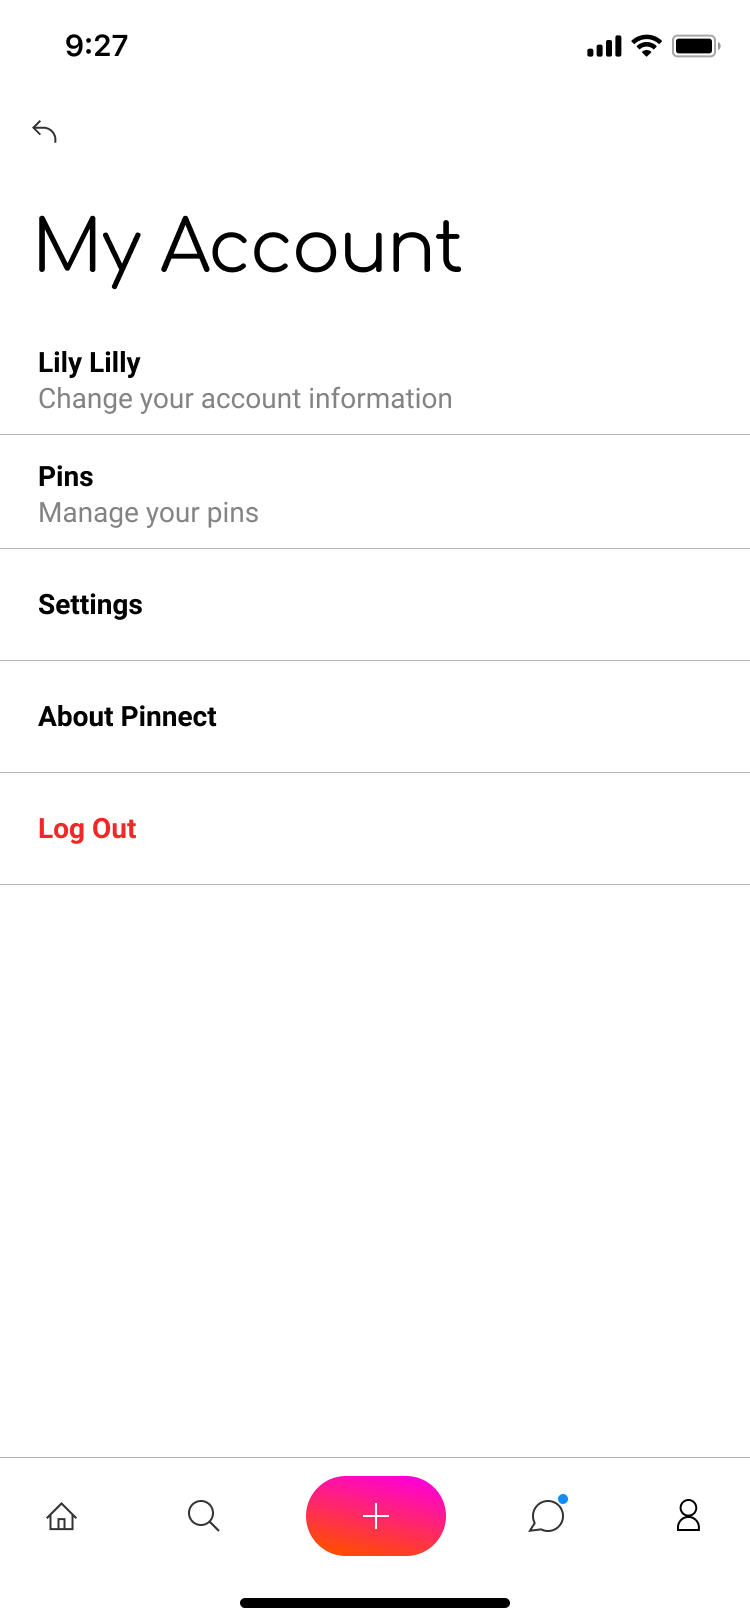 9:27
My Account
Lily Lilly
Change your account information
Pins
Manage your pins
Settings
About Pinnect
Log Out